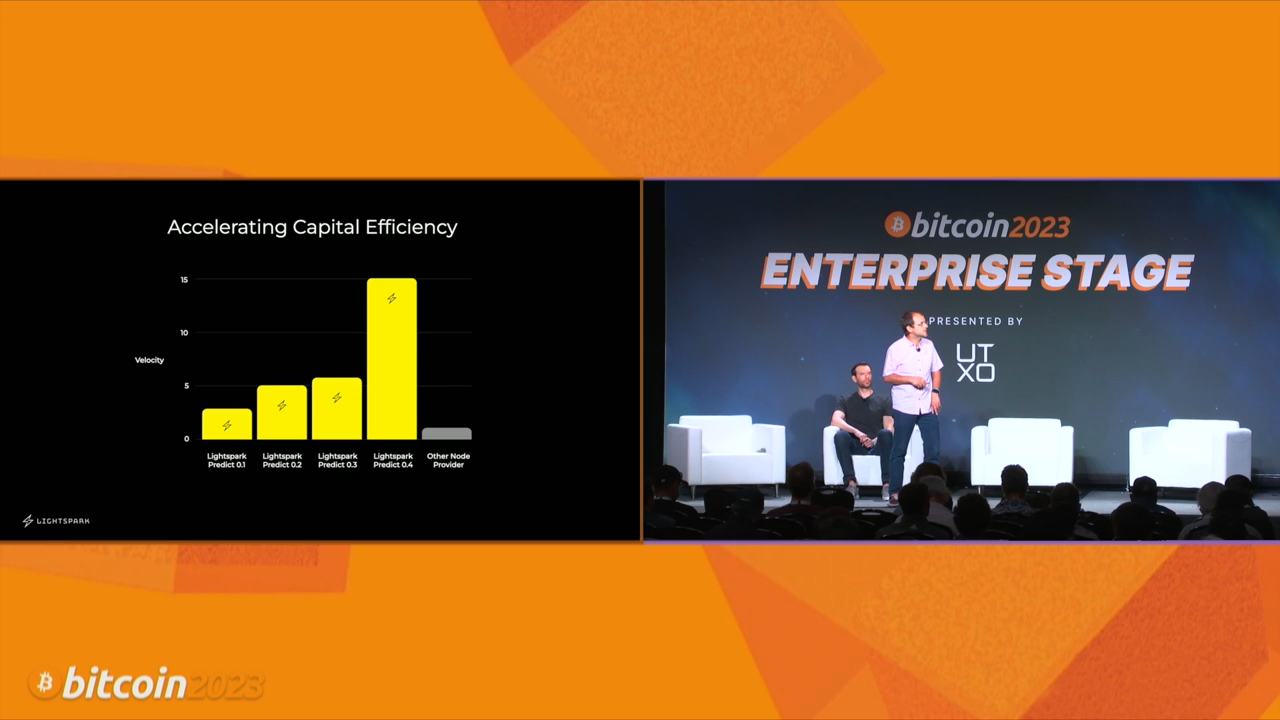 Accelerating Capital Efficiency
15
10
Velocity
5
0
Lightspark
Predict 0.1
Lightspark
Predict 0.2
Lightspark
Predict 0.3
Lightspark
Predict 0.4
Other Node
Provider
LIGHTSPARK
bitcoin2023
ENTERPRISE STAGE
PRESENTED BY
UT
XO
bitcoin2023